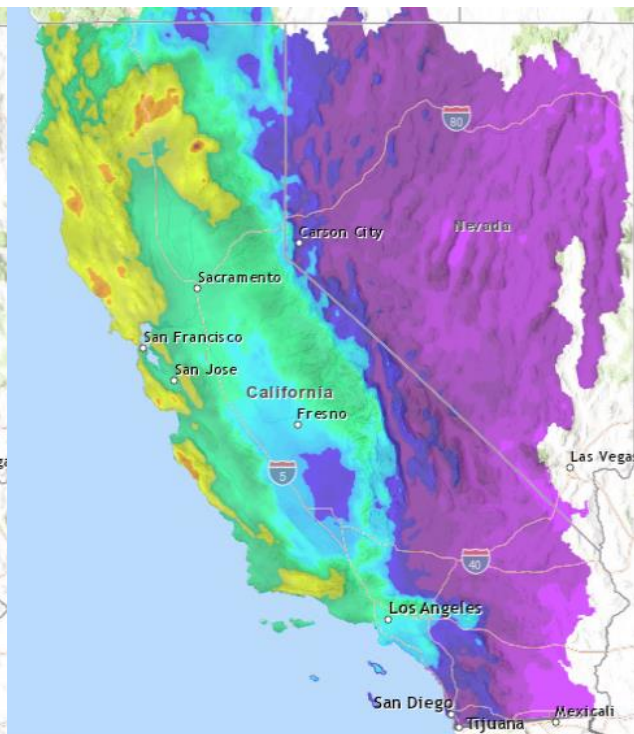 80
Carson City
Nevada
Sacramento
San Francisco
San Jose
California
Fresno
Las Vegas
5
40
Los Angeles
San Diego
Tijuana
Mexicali